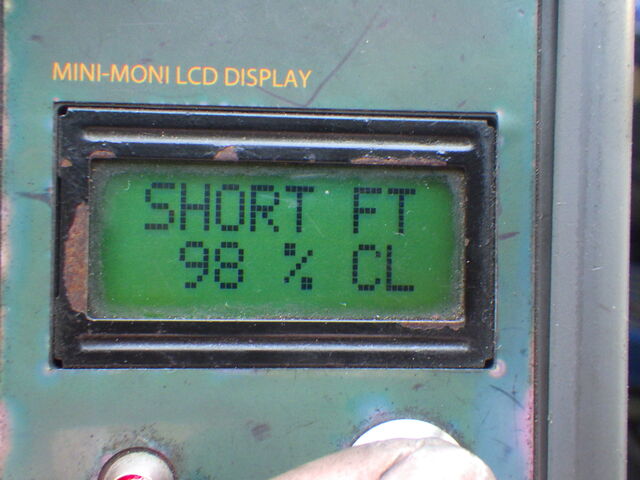 MINI-MONI LCD DISPLAY
SHORT FT
98 % CL